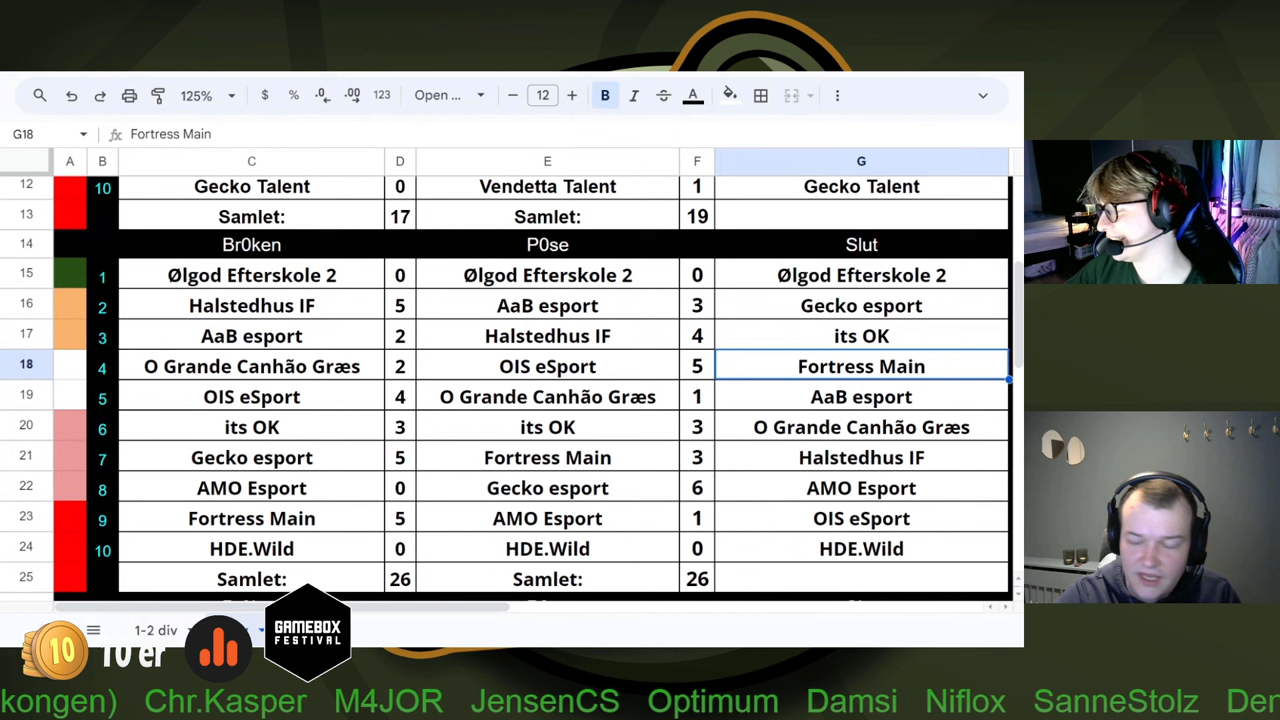 125% $ % .0 .00 123 Open ... 12 B I A
G18 fx Fortress Main
A B C D E F G
12 10 Gecko Talent 0 Vendetta Talent 1 Gecko Talent
13 Samlet: 17 Samlet: 19
14 Br0ken P0se Slut
15 1 Ølgod Efterskole 2 0 Ølgod Efterskole 2 0 Ølgod Efterskole 2
16 2 Halstedhus IF 5 AaB esport 3 Gecko esport
17 3 AaB esport 2 Halstedhus IF 4 its OK
18 4 O Grande Canhão Græs 2 OIS eSport 5 Fortress Main
19 5 OIS eSport 4 O Grande Canhão Græs 1 AaB esport
20 6 its OK 3 its OK 3 O Grande Canhão Græs
21 7 Gecko esport 5 Fortress Main 3 Halstedhus IF
22 8 AMO Esport 0 Gecko esport 6 AMO Esport
23 9 Fortress Main 5 AMO Esport 1 OIS eSport
24 10 HDE.Wild 0 HDE.Wild 0 HDE.Wild
25 Samlet: 26 Samlet: 26
1-2 div
10 10 er
GAMEBOX
FESTIVAL
kongen) Chr.Kasper M4JOR JensenCS Optimum Damsi Niflox SanneStolz Der